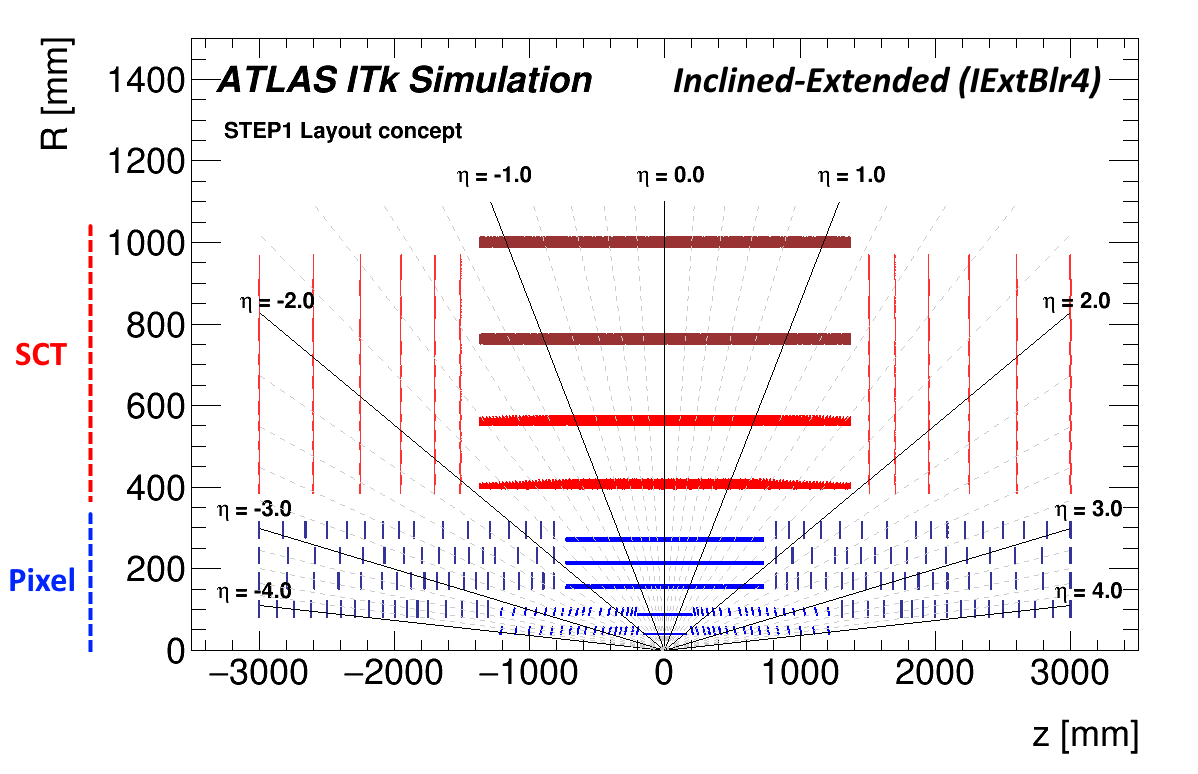 R [mm]
1400
ATLAS ITk Simulation
Inclined-Extended (IExtBlr4)
STEP1 Layout concept
1200
η = -1.0
η = 0.0
η = 1.0
1000
η = -2.0
η = 2.0
800
SCT
600
400
η = -3.0
η = 3.0
200
Pixel
η = -4.0
η = 4.0
0
−3000
−2000
−1000
0
1000
2000
3000
z [mm]